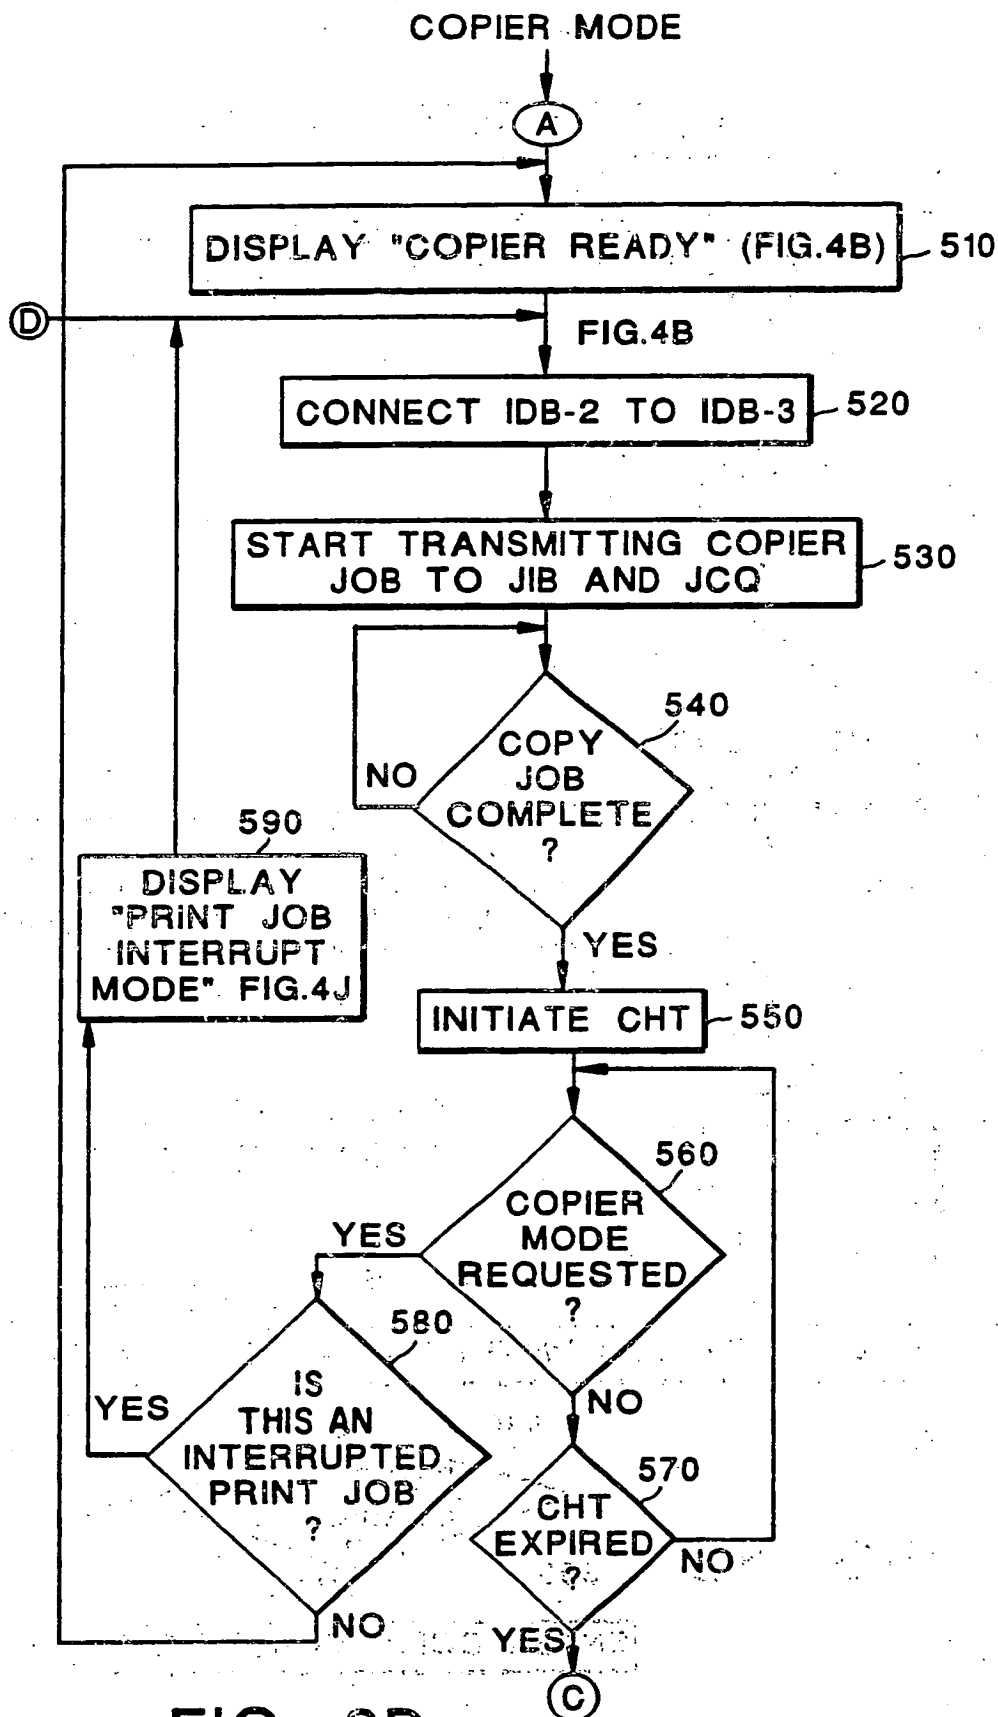 COPIER MODE
A
DISPLAY "COPIER READY" (FIG.4B)
510
D
FIG.4B
CONNECT IDB-2 TO IDB-3
520
START TRANSMITTING COPIER
JOB TO JIB AND JCQ
530
540
COPY
JOB
COMPLETE
?
NO
YES
590
DISPLAY
"PRINT JOB
INTERRUPT
MODE" FIG.4J
INITIATE CHT
550
560
COPIER
MODE
REQUESTED
?
YES
NO
580
IS
THIS AN
INTERRUPTED
PRINT JOB
?
YES
NO
570
CHT
EXPIRED
?
NO
YES
C